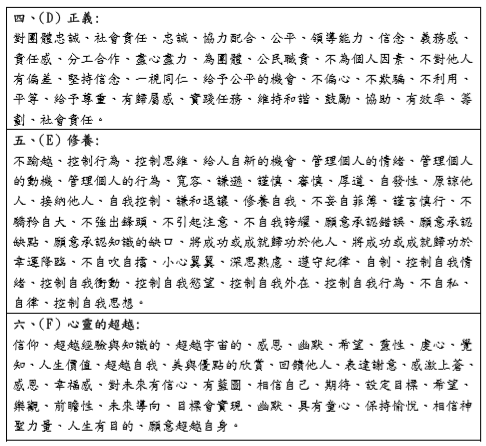 四、(D) 正義:
對團體忠誠、社會責任、忠誠、協力配合、公平、領導能力、信念、義務感、
責任感、分工合作、盡心盡力、為團體、公民職責、不為個人因素、不對他人
有偏差、堅持信念、一視同仁、給予公平的機會、不偏心、不欺騙、不利用、
平等、給予尊重、有歸屬感、實踐任務、維持和諧、鼓勵、協助、有效率、籌
劃、社會責任。
五、(E) 修養:
不踰越、控制行為、控制思維、給人自新的機會、管理個人的情緒、管理個人
的動機、管理個人的行為、寬容、謙遜、謹慎、審慎、厚道、自發性、原諒他
人、接納他人、自我控制、謙和退讓、修養自我、不妄自菲薄、謹言慎行、不
驕矜自大、不強出鋒頭、不引起注意、不自我誇耀、願意承認錯誤、願意承認
缺點、願意承認知識的缺口、將成功或成就歸功於他人、將成功或成就歸功於
幸運降臨、不自吹自擂、小心翼翼、深思熟慮、遵守紀律、自制、控制自我情
緒、控制自我衝動、控制自我慾望、控制自我外在、控制自我行為、不自私、
自律、控制自我思想。
六、(F) 心靈的超越:
信仰、超越經驗與知識的、超越宇宙的、感恩、幽默、希望、靈性、虔心、覺
知、人生價值、超越自我、美與優點的欣賞、回饋他人、表達謝意、感激上蒼、
感恩、幸福感、對未來有信心、有藍圖、相信自己、期待、設定目標、希望、
樂觀、前瞻性、未來導向、目標會實現、幽默、具有童心、保持愉悅、相信神
聖力量、人生有目的、願意超越自身。